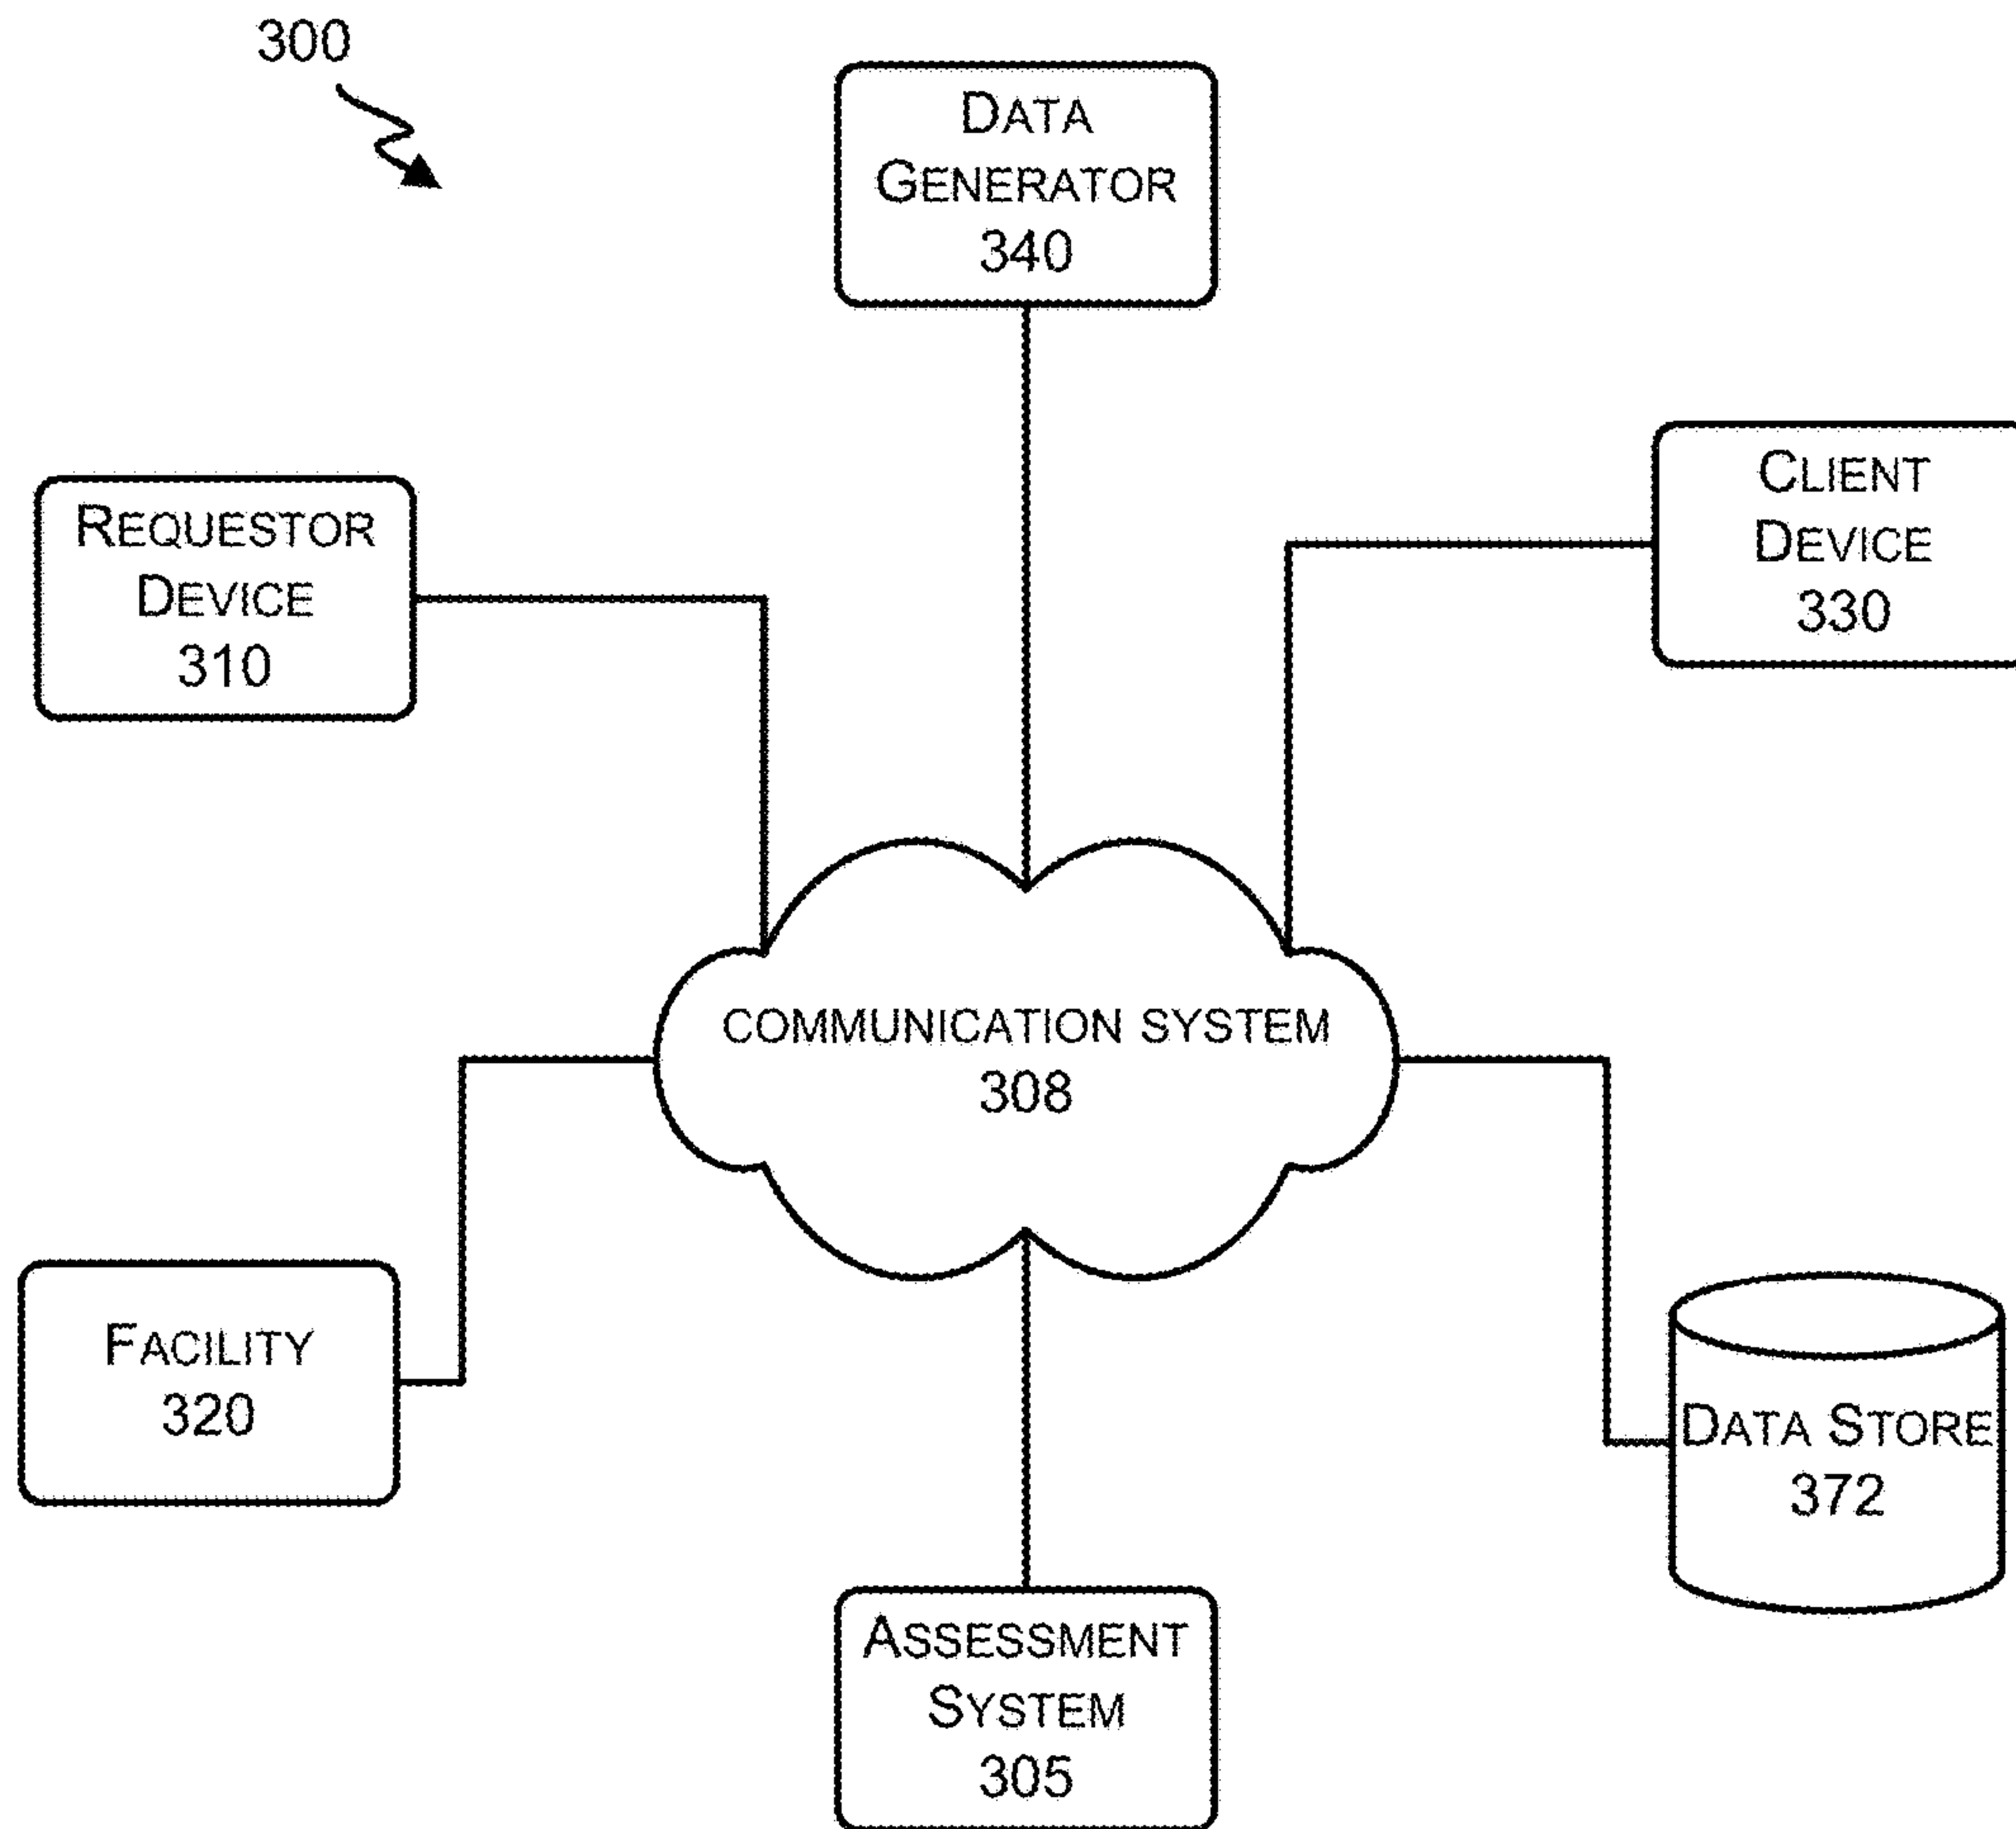 300
DATA
GENERATOR
340
CLIENT
DEVICE
330
REQUESTOR
DEVICE
310
COMMUNICATION SYSTEM
308
FACILITY
320
DATA STORE
372
ASSESSMENT
SYSTEM
305